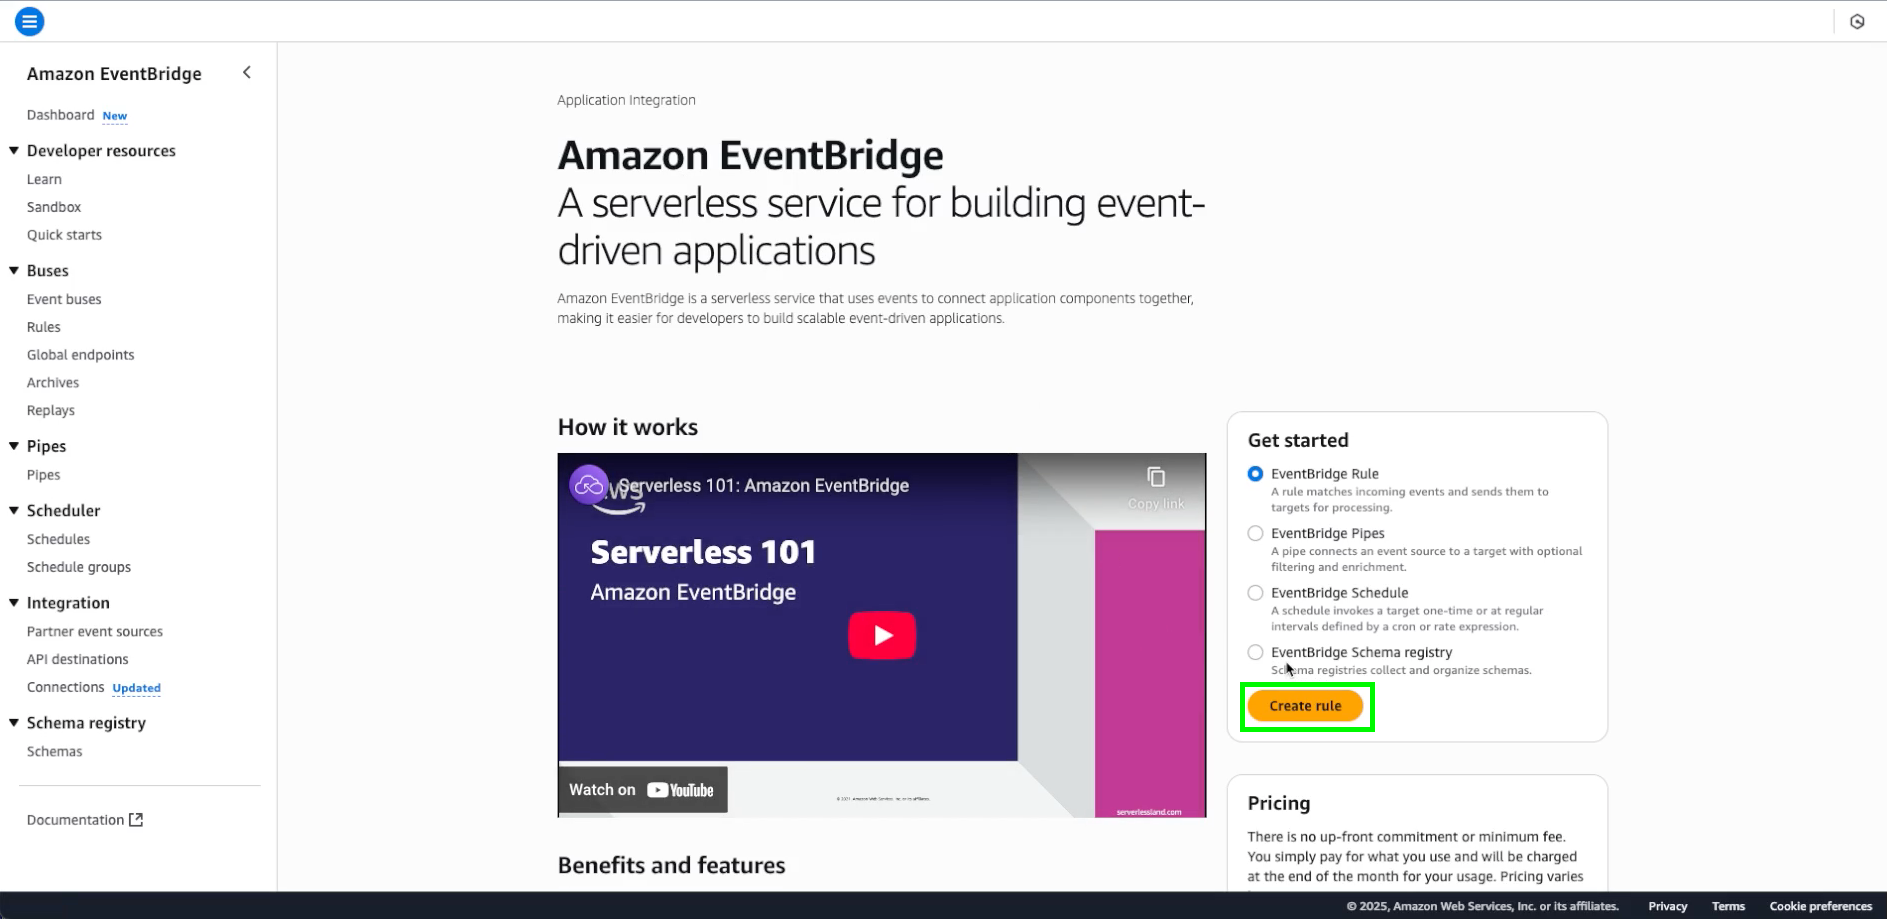 Amazon EventBridge
Dashboard New
Developer resources
Learn
Sandbox
Quick starts
Buses
Event buses
Rules
Global endpoints
Archives
Replays
Pipes
Pipes
Scheduler
Schedules
Schedule groups
Integration
Partner event sources
API destinations
Connections Updated
Schema registry
Schemas
Documentation
Application Integration
Amazon EventBridge
A serverless service for building event-
driven applications
Amazon EventBridge is a serverless service that uses events to connect application components together,
making it easier for developers to build scalable event-driven applications.
How it works
aws
Serverless 101: Amazon EventBridge
Copy link
Serverless 101
Amazon EventBridge
Watch on YouTube
© 2021, Amazon Web Services, Inc. or its affiliates.
serverlessland.com
Benefits and features
Get started
EventBridge Rule
A rule matches incoming events and sends them to
targets for processing.
EventBridge Pipes
A pipe connects an event source to a target with optional
filtering and enrichment.
EventBridge Schedule
A schedule invokes a target one-time or at regular
intervals defined by a cron or rate expression.
EventBridge Schema registry
Schema registries collect and organize schemas.
Create rule
Pricing
There is no up-front commitment or minimum fee.
You simply pay for what you use and will be charged
at the end of the month for your usage. Pricing varies
© 2025, Amazon Web Services, Inc. or its affiliates.
Privacy
Terms
Cookie preferences